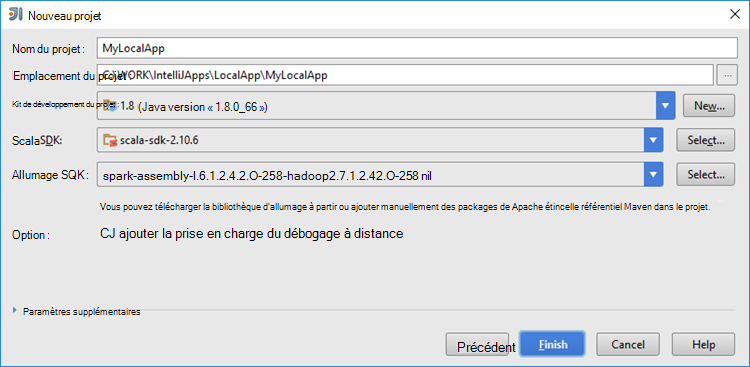 Nouveau projet
Nom du projet : MyLocalApp
Emplacement du projet : C:\WORK\IntelliJApps\LocalApp\MyLocalApp ...
Kit de développement du projet : 1.8 (Java version « 1.8.0_66 ») New...
ScalaSDK: scala-sdk-2.10.6 Select...
Allumage SQK : spark-assembly-I.6.1.2.4.2.O-258-hadoop2.7.1.2.42.O-258 nil Select...
Vous pouvez télécharger la bibliothèque d'allumage à partir ou ajouter manuellement des packages de Apache étincelle référentiel Maven dans le projet.
Option : CJ ajouter la prise en charge du débogage à distance
Paramètres supplémentaires
Précédent Finish Cancel Help